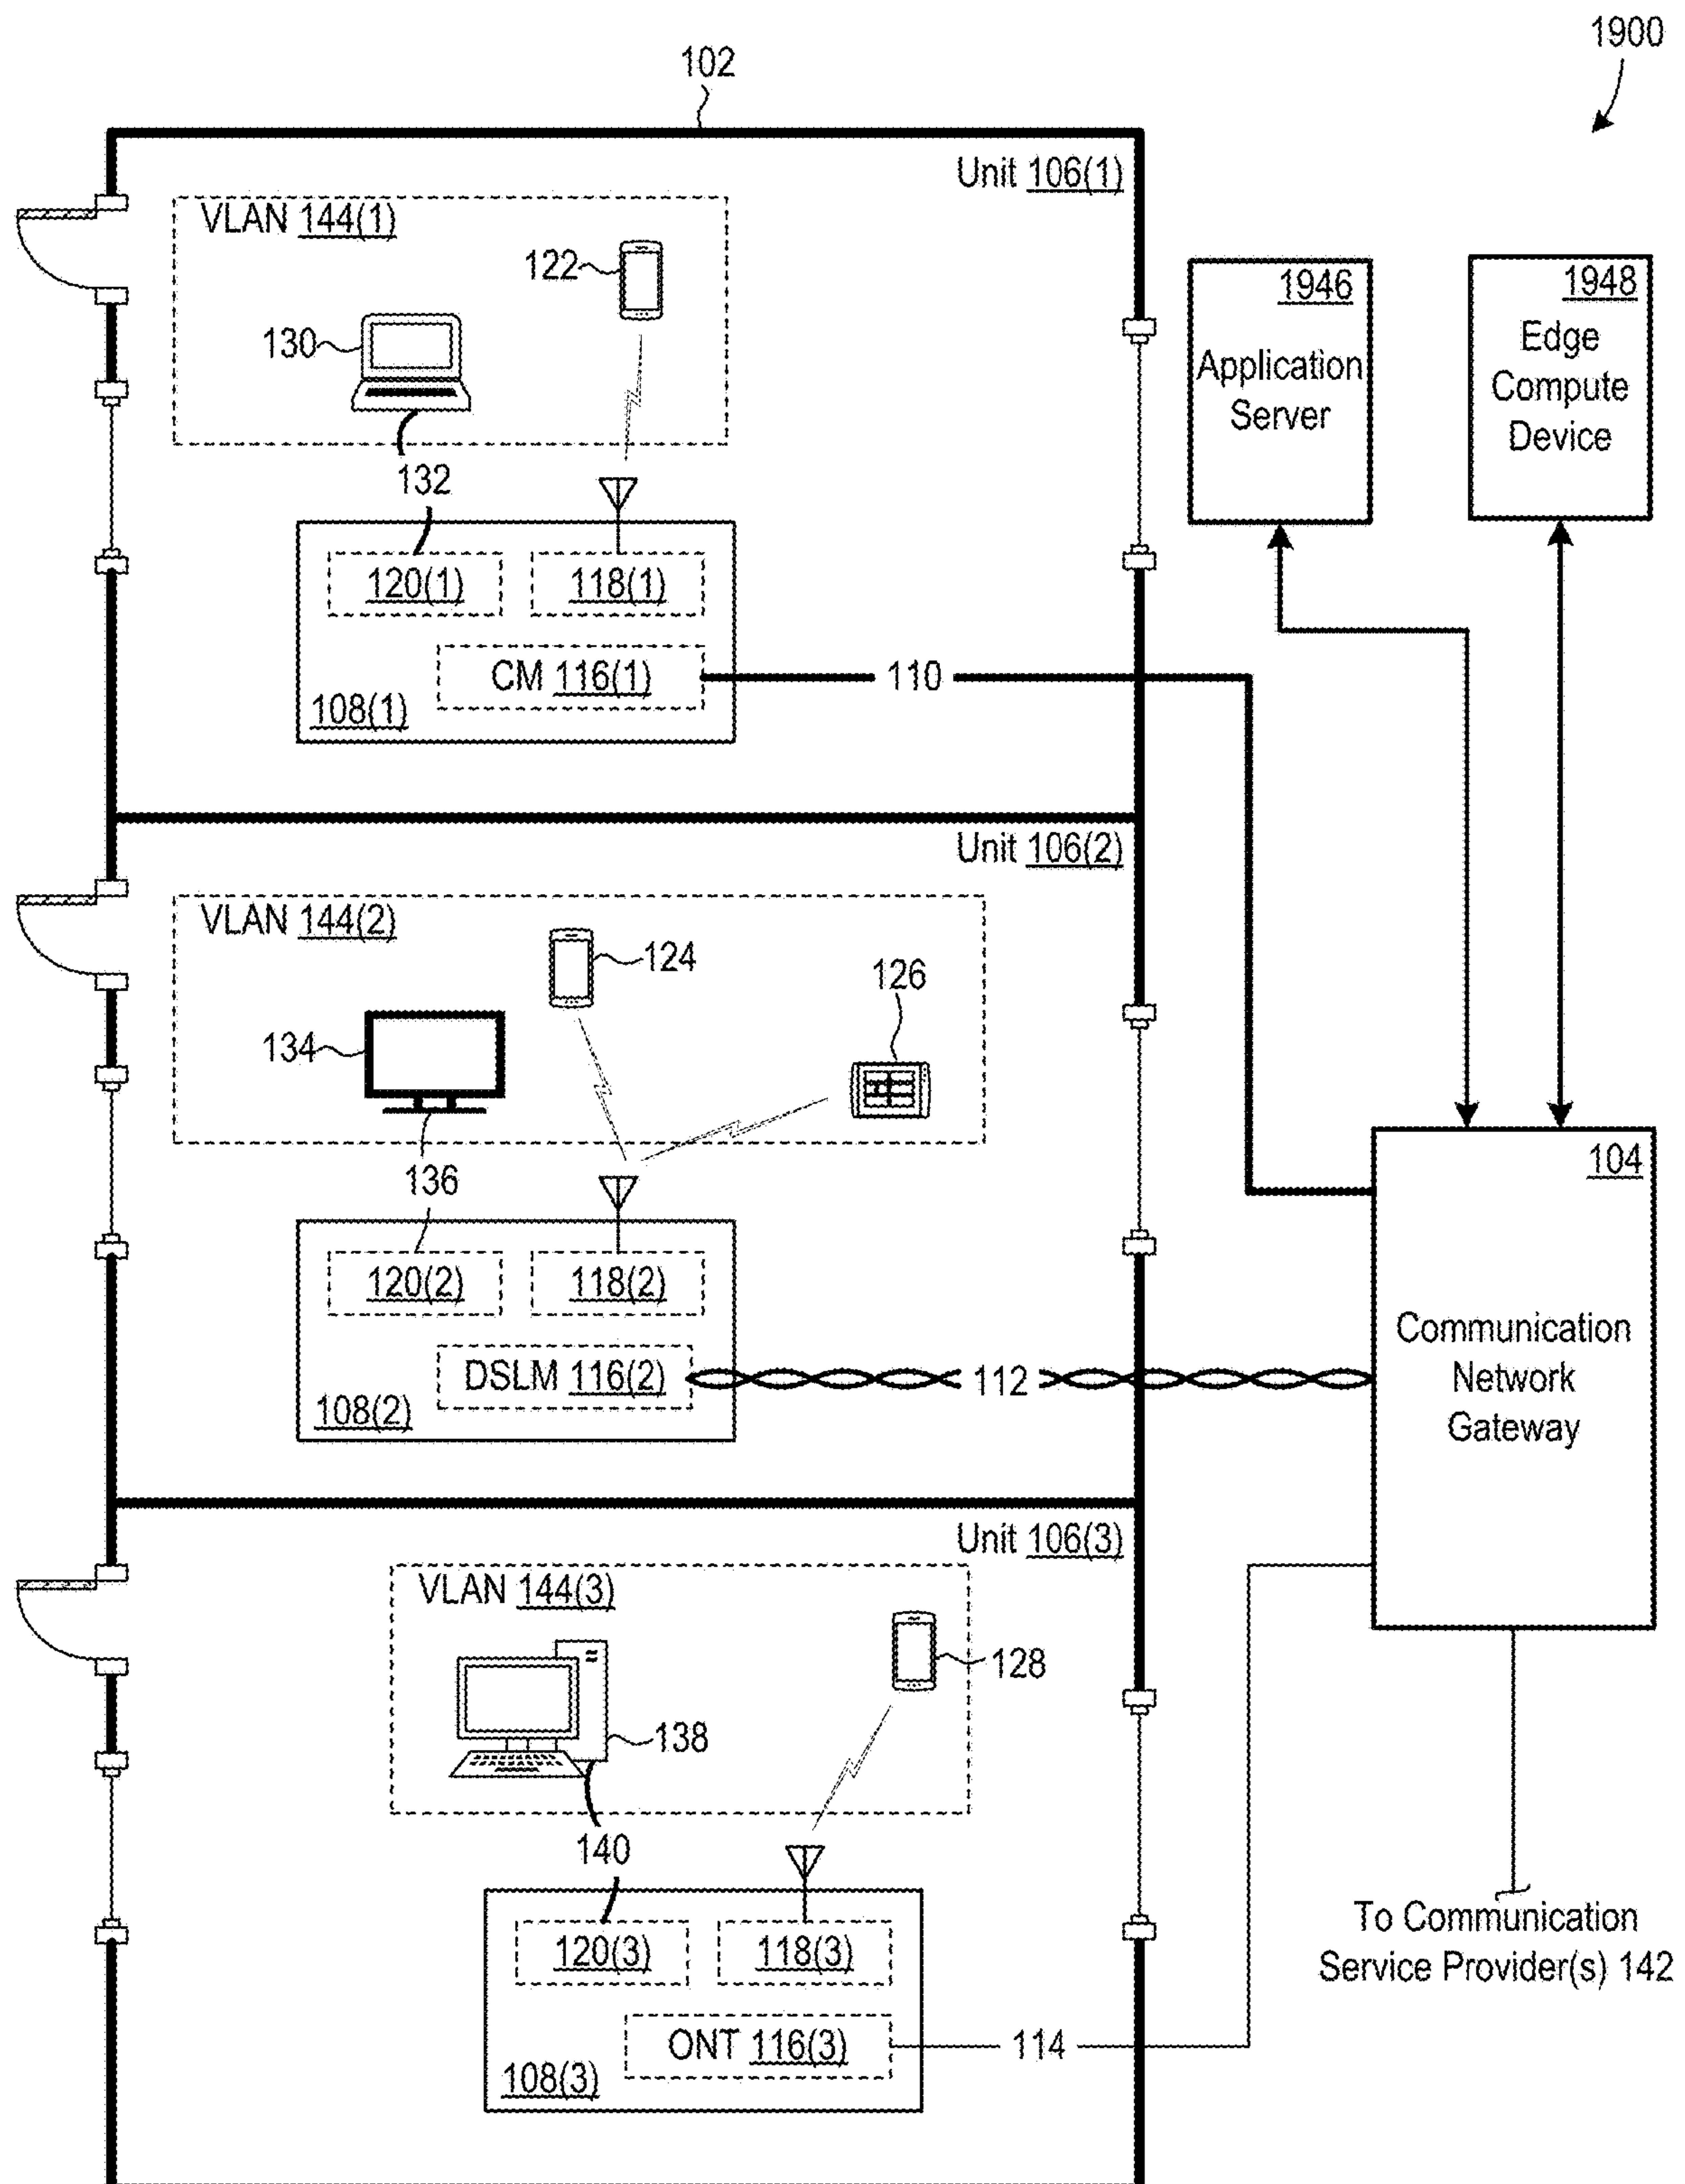 1900
102
Unit 106(1)
VLAN 144(1)
122
130
132
120(1)
118(1)
CM 116(1)
110
108(1)
1946
Application
Server
1948
Edge
Compute
Device
Unit 106(2)
VLAN 144(2)
124
126
134
136
120(2)
118(2)
DSLM 116(2)
112
108(2)
104
Communication
Network
Gateway
Unit 106(3)
VLAN 144(3)
128
138
140
120(3)
118(3)
ONT 116(3)
114
108(3)
To Communication
Service Provider(s) 142